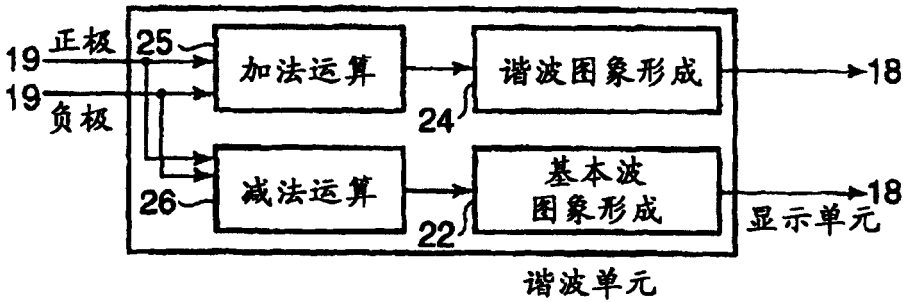 19 正极
19 负极
25
加法运算
24
谐波图象形成
18
26
减法运算
22
基本波
图象形成
18
显示单元
谐波单元